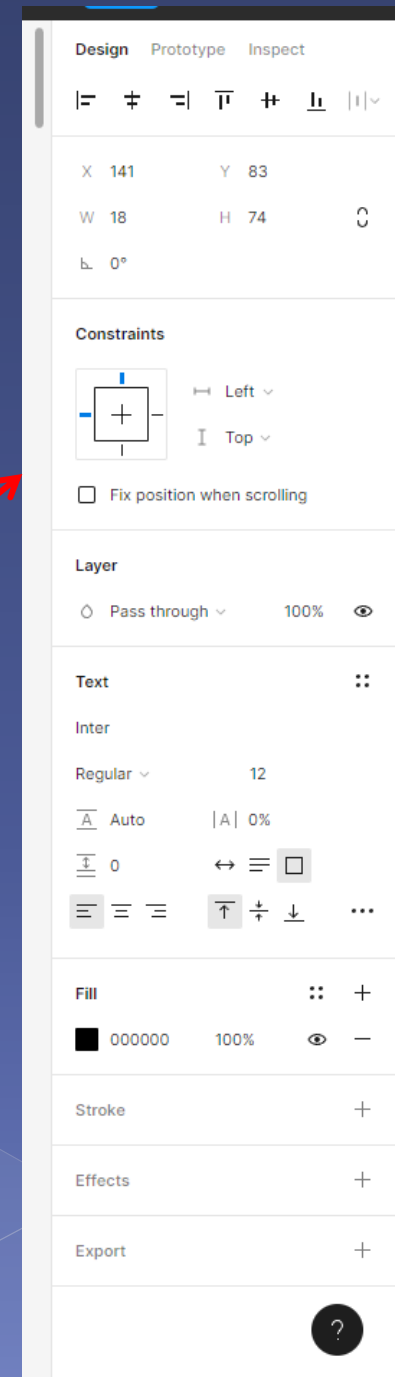 Design Prototype Inspect
X 141 Y 83
W 18 H 74
0°
Constraints
Left
Top
Fix position when scrolling
Layer
Pass through 100%
Text
Inter
Regular 12
A Auto |A| 0%
0
Fill
000000 100%
Stroke
Effects
Export
?